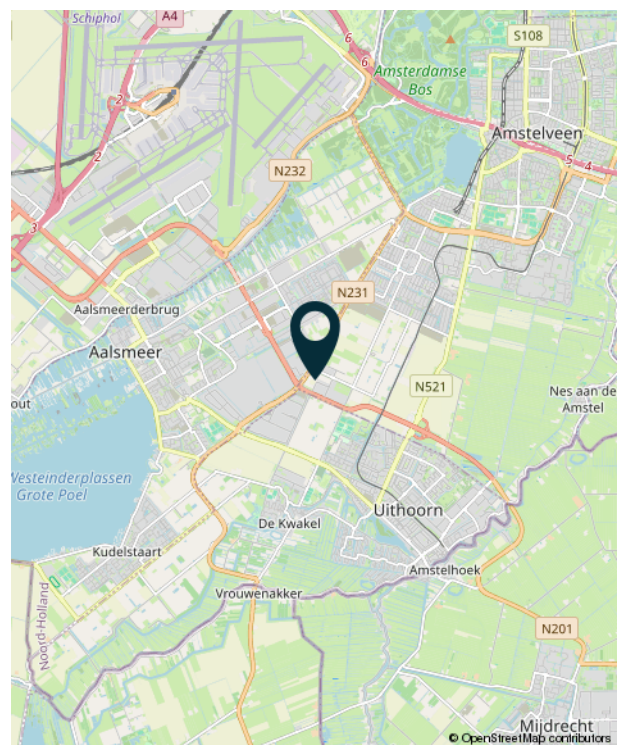 Schiphol
A4
6
S108
6
Amsterdamse
Bos
2
Amstelveen
2
N232
5
4
3
N231
Aalsmeerderbrug
Aalsmeer
N521
Nes aan de
Amstel
out
Westeinderplassen
Grote Poel
Uithoorn
De Kwakel
Kudelstaart
Amstelhoek
Vrouwenakker
Noord-Holland
N201
Mijdrecht
© OpenStreetMap contributors